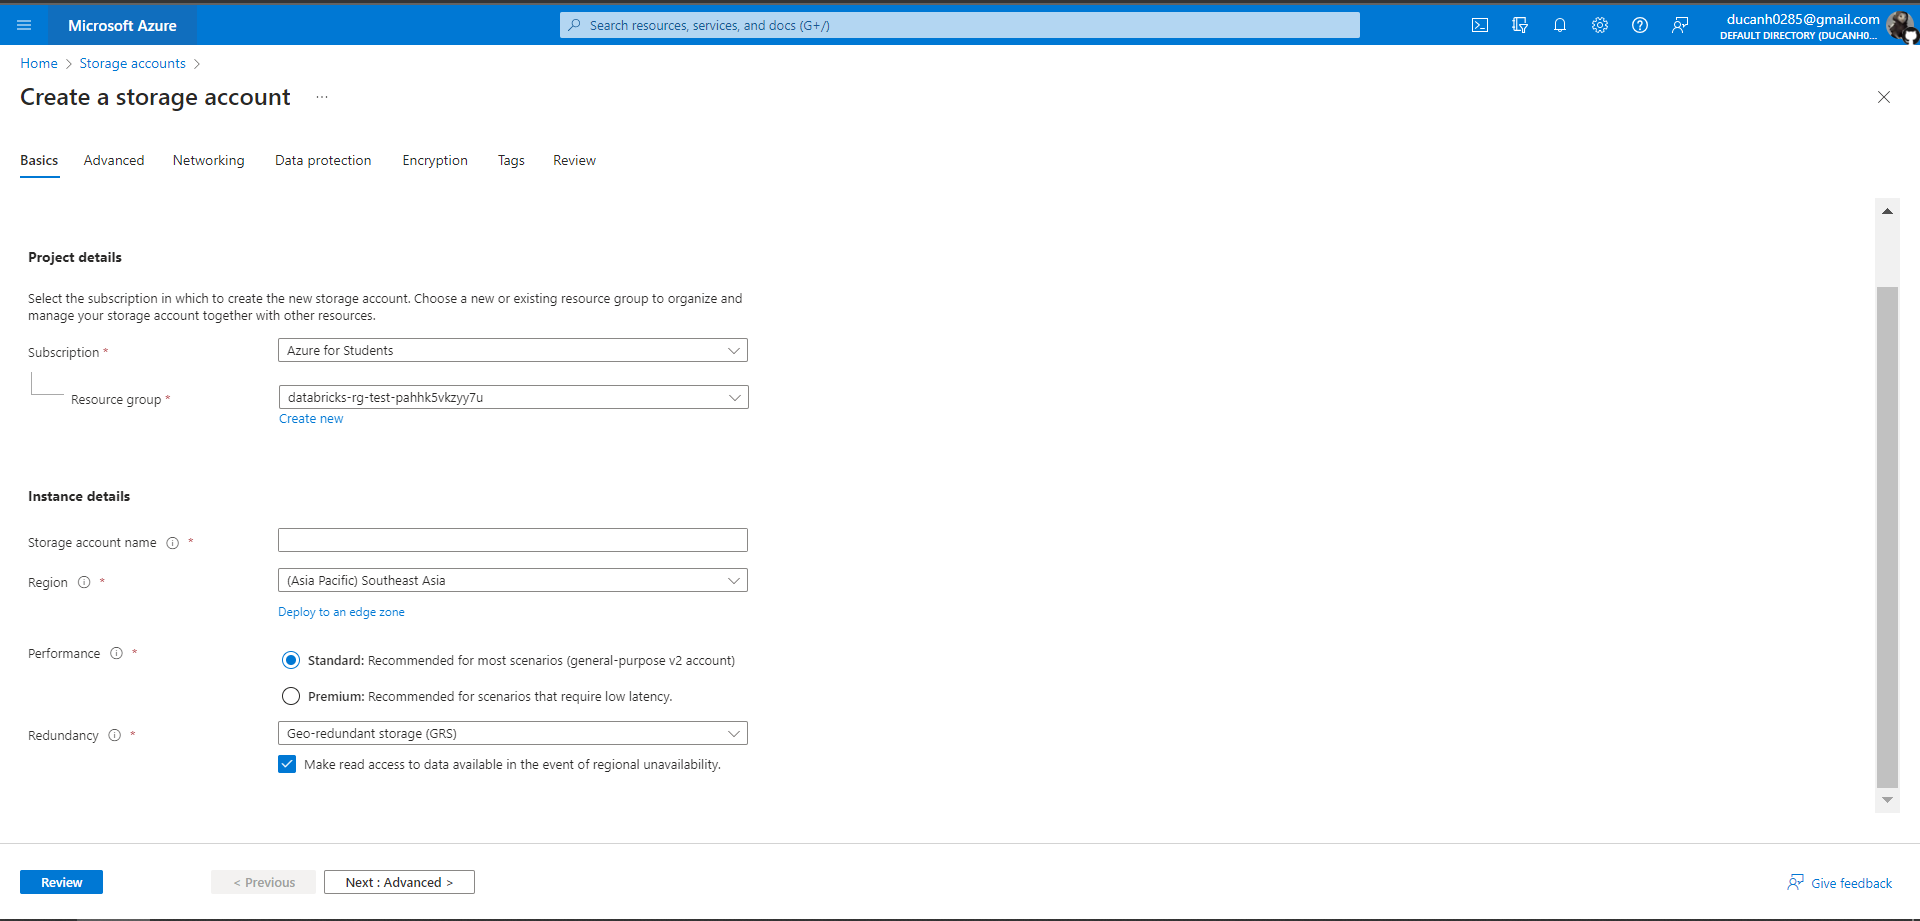 Microsoft Azure
Search resources, services, and docs (G+/)
ducanh0285@gmail.com
DEFAULT DIRECTORY (DUCANH0...
Home > Storage accounts >
Create a storage account ...
Basics Advanced Networking Data protection Encryption Tags Review
Project details
Select the subscription in which to create the new storage account. Choose a new or existing resource group to organize and
manage your storage account together with other resources.
Subscription * Azure for Students
Resource group * databricks-rg-test-pahhk5vkzyy7u
Create new
Instance details
Storage account name *
Region * (Asia Pacific) Southeast Asia
Deploy to an edge zone
Performance * Standard: Recommended for most scenarios (general-purpose v2 account)
Premium: Recommended for scenarios that require low latency.
Redundancy * Geo-redundant storage (GRS)
Make read access to data available in the event of regional unavailability.
Review < Previous Next : Advanced > Give feedback